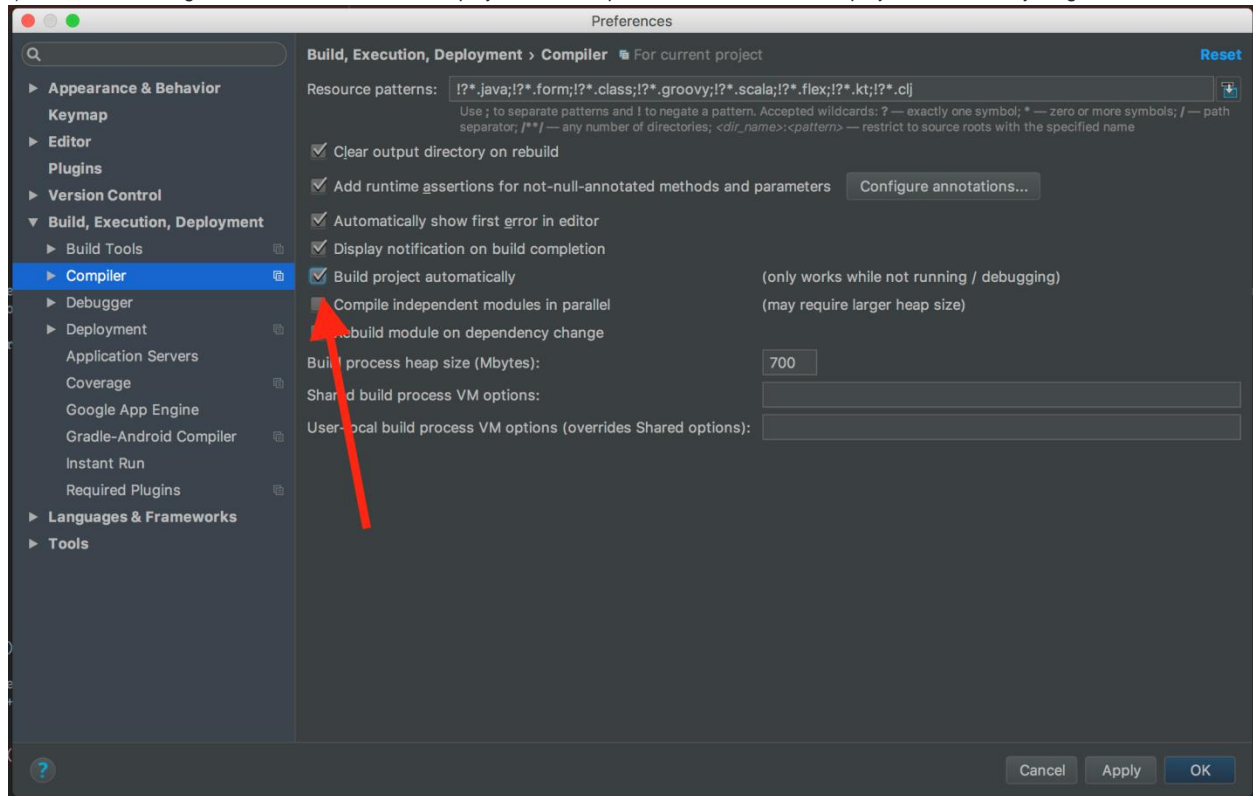 Preferences
Build, Execution, Deployment › Compiler For current project Reset
Appearance & Behavior
Keymap
Editor
Plugins
Version Control
Build, Execution, Deployment
Build Tools
Compiler
Debugger
Deployment
Application Servers
Coverage
Google App Engine
Gradle-Android Compiler
Instant Run
Required Plugins
Languages & Frameworks
Tools
Resource patterns: !?*.java;!?*.form;!?*.class;!?*.groovy;!?*.scala;!?*.flex;!?*.kt;!?*.clj
Use ; to separate patterns and ! to negate a pattern. Accepted wildcards: ? — exactly one symbol; * — zero or more symbols; / — path
separator; /**/ — any number of directories; <dir_name>:<pattern> — restrict to source roots with the specified name
Clear output directory on rebuild
Add runtime assertions for not-null-annotated methods and parameters Configure annotations...
Automatically show first error in editor
Display notification on build completion
Build project automatically (only works while not running / debugging)
Compile independent modules in parallel (may require larger heap size)
module on dependency change
process heap size (Mbytes): 700
build process VM options:
build process VM options (overrides Shared options):
? Cancel Apply OK